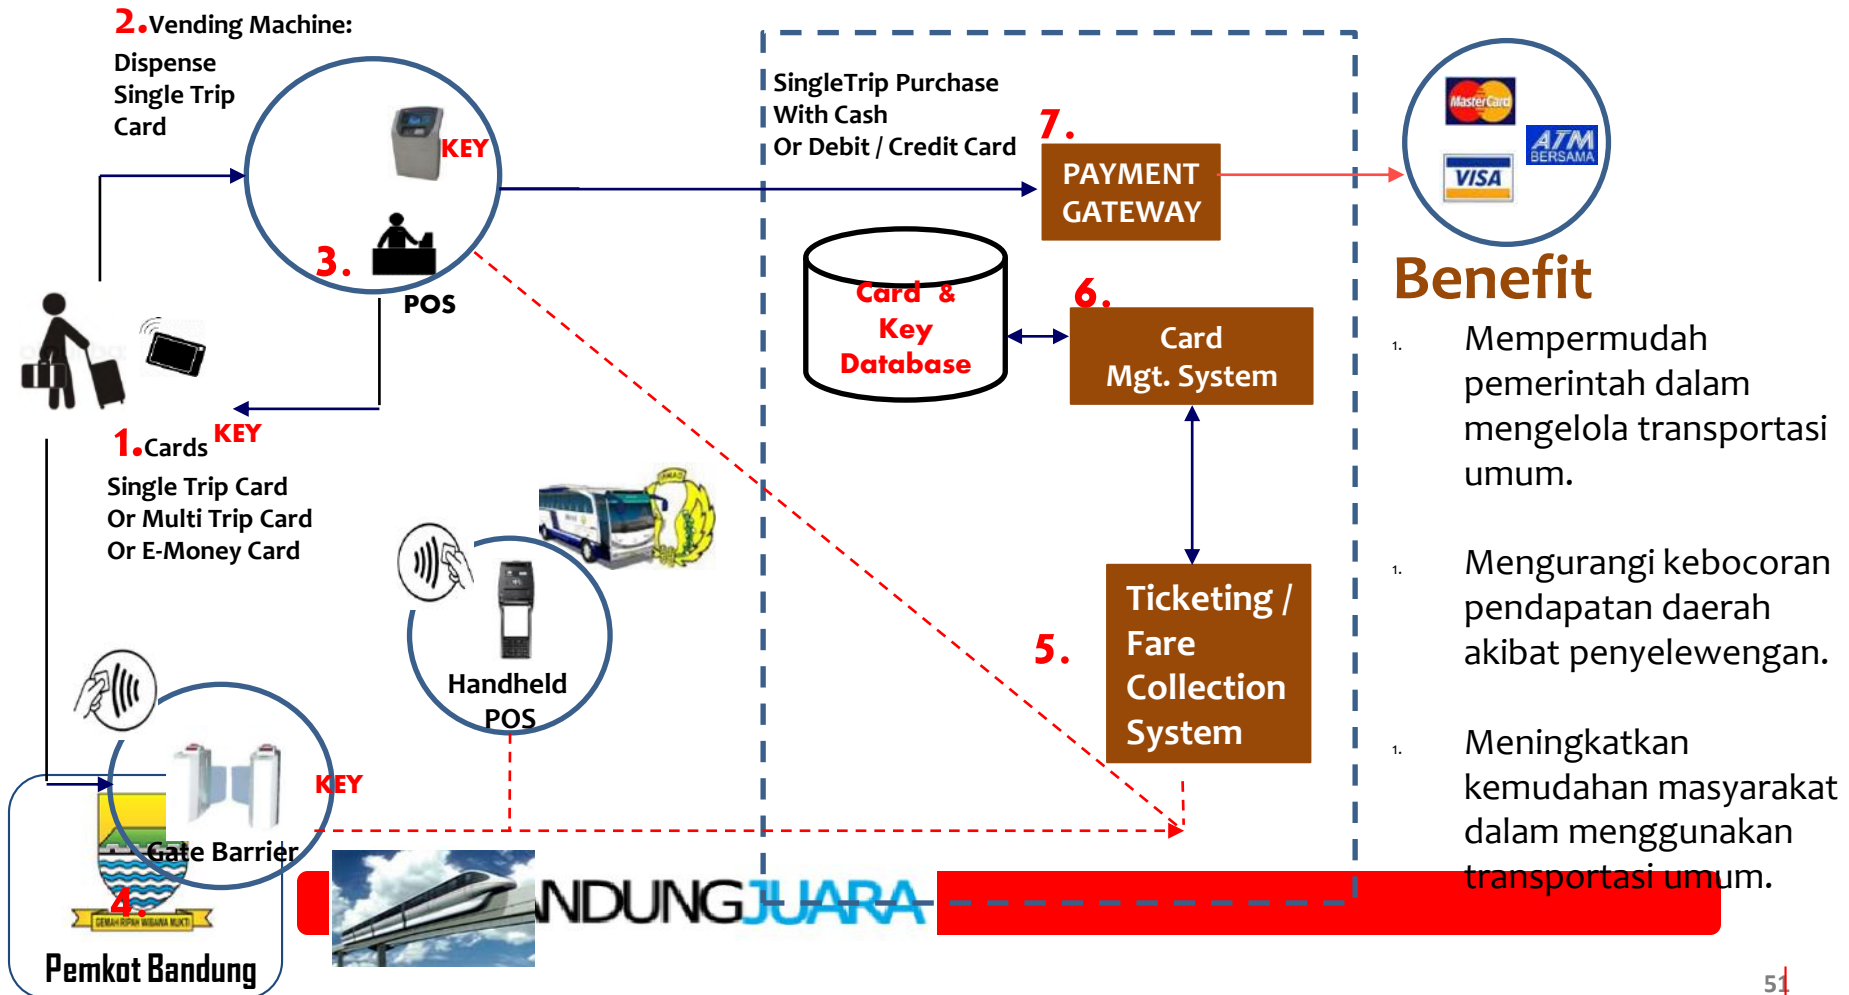 2.Vending Machine:
Dispense
Single Trip
Card
KEY
3.
POS
1.Cards
KEY
Single Trip Card
Or Multi Trip Card
Or E-Money Card
Handheld
POS
KEY
Gate Barrier
4.
GEMAH RIPAH WIBAWA MUKTI
Pemkot Bandung
NDUNGJUARA
SingleTrip Purchase
With Cash
Or Debit / Credit Card
7.
PAYMENT
GATEWAY
Card &
Key
Database
6.
Card
Mgt. System
5.
Ticketing /
Fare
Collection
System
MasterCard
ATM
BERSAMA
VISA
Benefit
1. Mempermudah
pemerintah dalam
mengelola transportasi
umum.
1. Mengurangi kebocoran
pendapatan daerah
akibat penyelewengan.
1. Meningkatkan
kemudahan masyarakat
dalam menggunakan
transportasi umum.
51